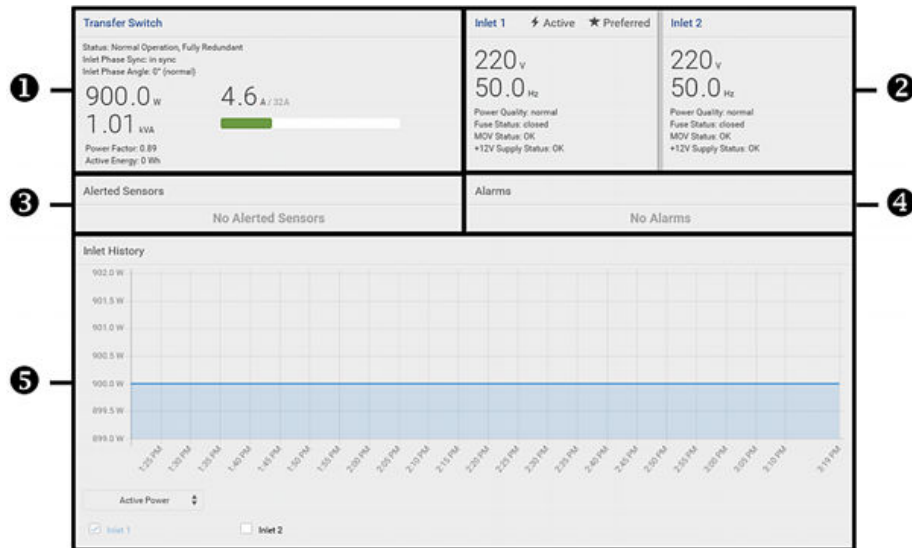 Transfer Switch
Status: Normal Operation, Fully Redundant
Inlet Phase Sync: in sync
Inlet Phase Angle: 0° (normal)
900.0 W
4.6 A / 32A
1.01 kVA
Power Factor: 0.89
Active Energy: 0 Wh
Inlet 1 Active Preferred
220 V
50.0 Hz
Power Quality: normal
Fuse Status: closed
MOV Status: OK
+12V Supply Status: OK
Inlet 2
220 V
50.0 Hz
Power Quality: normal
Fuse Status: closed
MOV Status: OK
+12V Supply Status: OK
1
2
Alerted Sensors
No Alerted Sensors
3
Alarms
No Alarms
4
Inlet History
902.0 W
901.5 W
901.0 W
900.5 W
900.0 W
899.5 W
899.0 W
5
1:25 PM
1:30 PM
1:35 PM
1:40 PM
1:45 PM
1:50 PM
1:55 PM
2:00 PM
2:05 PM
2:10 PM
2:15 PM
2:20 PM
2:25 PM
2:30 PM
2:35 PM
2:40 PM
2:45 PM
2:50 PM
2:55 PM
3:00 PM
3:05 PM
3:10 PM
3:19 PM
Active Power
Inlet 1
Inlet 2